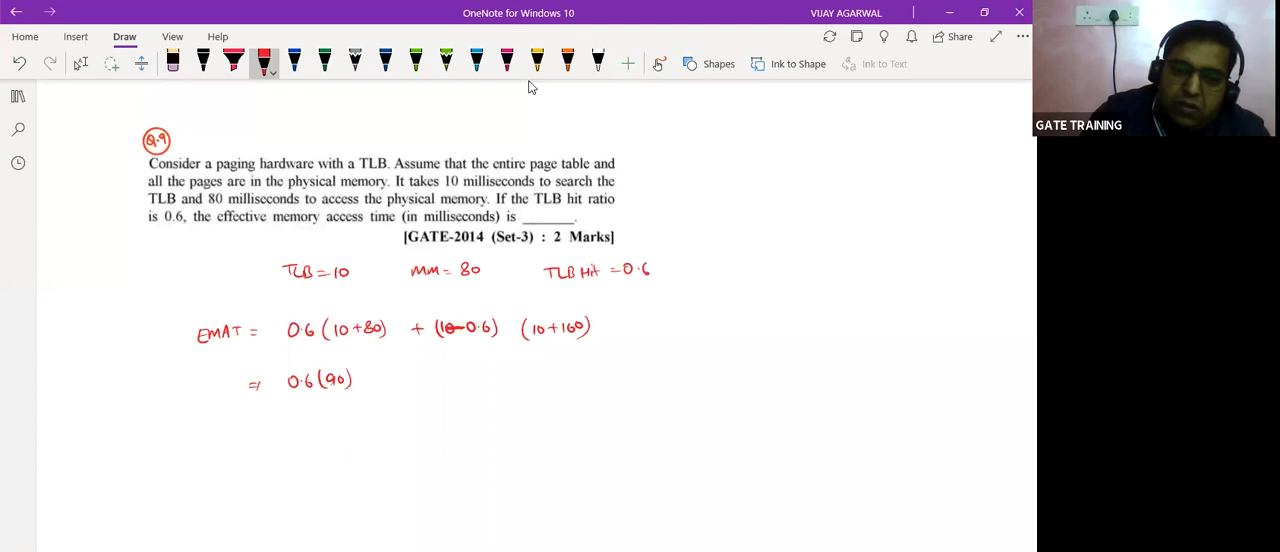 OneNote for Windows 10
VIJAY AGARWAL
Home Insert Draw View Help
Share
Shapes Ink to Shape Ink to Text
GATE TRAINING
Q.9
Consider a paging hardware with a TLB. Assume that the entire page table and
all the pages are in the physical memory. It takes 10 milliseconds to search the
TLB and 80 milliseconds to access the physical memory. If the TLB hit ratio
is 0.6, the effective memory access time (in milliseconds) is _______.
[GATE-2014 (Set-3) : 2 Marks]
TLB = 10 MM = 80 TLB Hit = 0.6
EMAT = 0.6 (10+80) + (1-0.6) (10+160)
⇒ 0.6 (90)